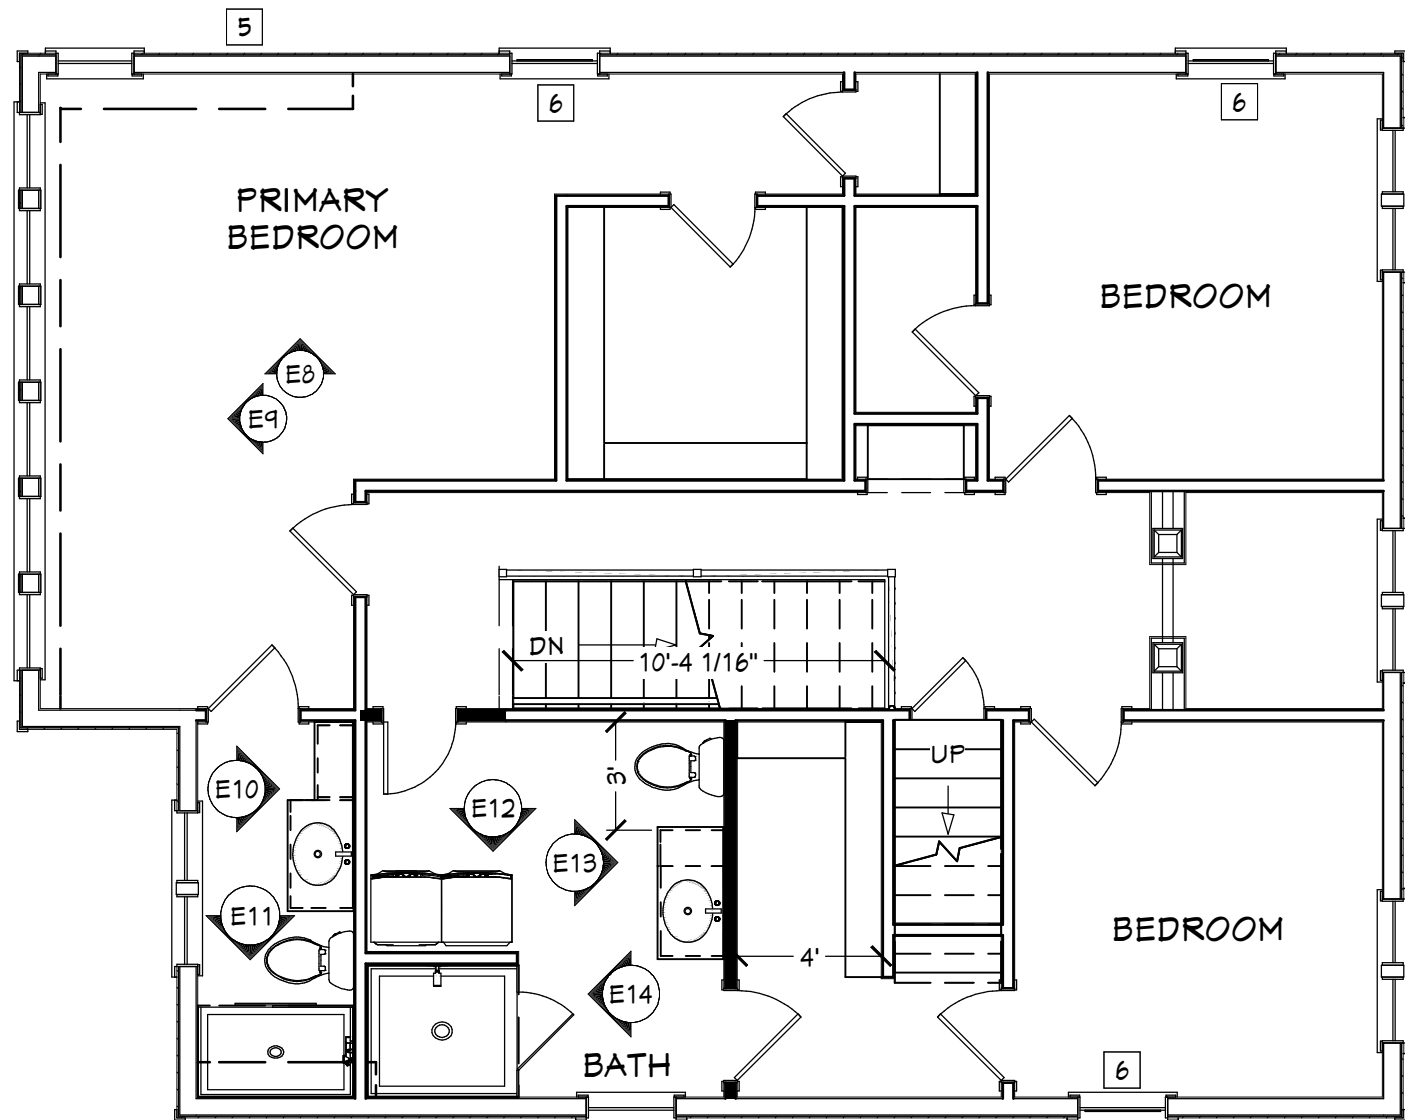 5
6
6
PRIMARY
BEDROOM
BEDROOM
E8
E9
DN
10'-4 1/16"
UP
3'
E10
E12
E13
E11
BEDROOM
4'
E14
BATH
6